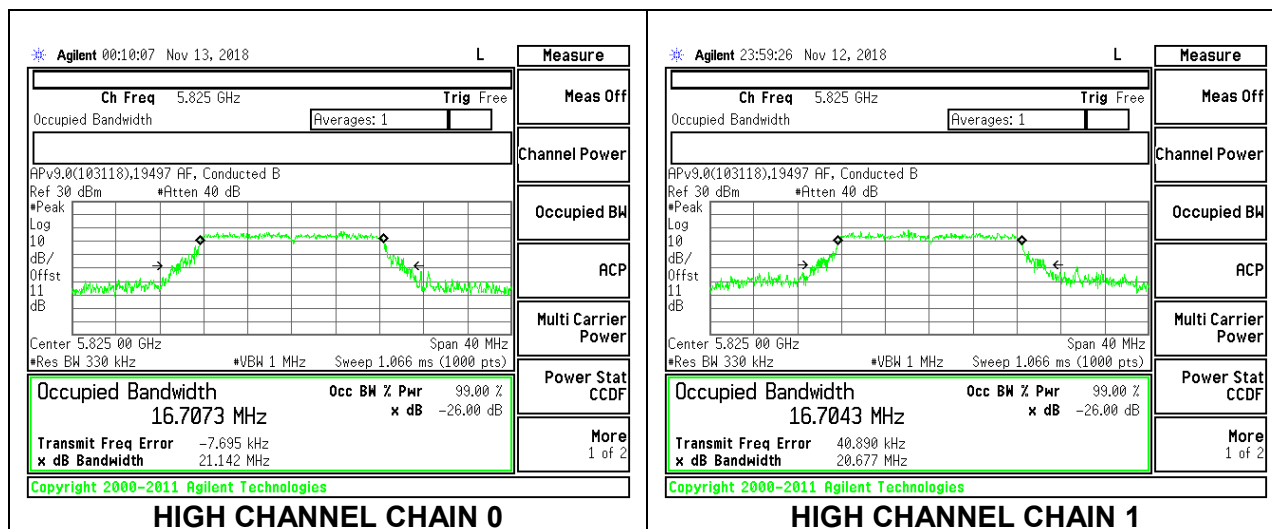 Agilent 00:10:07 Nov 13, 2018 L
Measure
Ch Freq 5.825 GHz Trig Free
Meas Off
Occupied Bandwidth Averages: 1
Channel Power
APv9.0(103118),19497 AF, Conducted B
Ref 30 dBm #Atten 40 dB
#Peak
Log
10
dB/
Offst
11
dB
Occupied BW
ACP
Multi Carrier
Power
Center 5.825 00 GHz Span 40 MHz
#Res BW 330 kHz #VBW 1 MHz Sweep 1.066 ms (1000 pts)
Occupied Bandwidth Occ BW % Pwr 99.00 %
16.7073 MHz x dB -26.00 dB
Power Stat
CCDF
Transmit Freq Error -7.695 kHz
x dB Bandwidth 21.142 MHz
More
1 of 2
Copyright 2000-2011 Agilent Technologies
HIGH CHANNEL CHAIN 0
Agilent 23:59:26 Nov 12, 2018 L
Measure
Ch Freq 5.825 GHz Trig Free
Meas Off
Occupied Bandwidth Averages: 1
Channel Power
APv9.0(103118),19497 AF, Conducted B
Ref 30 dBm #Atten 40 dB
#Peak
Log
10
dB/
Offst
11
dB
Occupied BW
ACP
Multi Carrier
Power
Center 5.825 00 GHz Span 40 MHz
#Res BW 330 kHz #VBW 1 MHz Sweep 1.066 ms (1000 pts)
Occupied Bandwidth Occ BW % Pwr 99.00 %
16.7043 MHz x dB -26.00 dB
Power Stat
CCDF
Transmit Freq Error 40.890 kHz
x dB Bandwidth 20.677 MHz
More
1 of 2
Copyright 2000-2011 Agilent Technologies
HIGH CHANNEL CHAIN 1